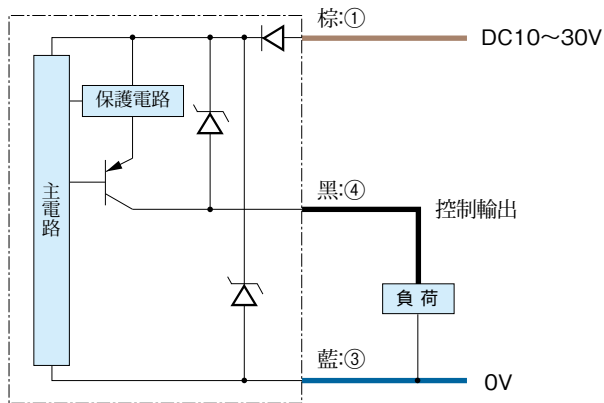 棕:①
DC10～30V
保護電路
主電路
黑:④
控制輸出
負荷
藍:③
0V